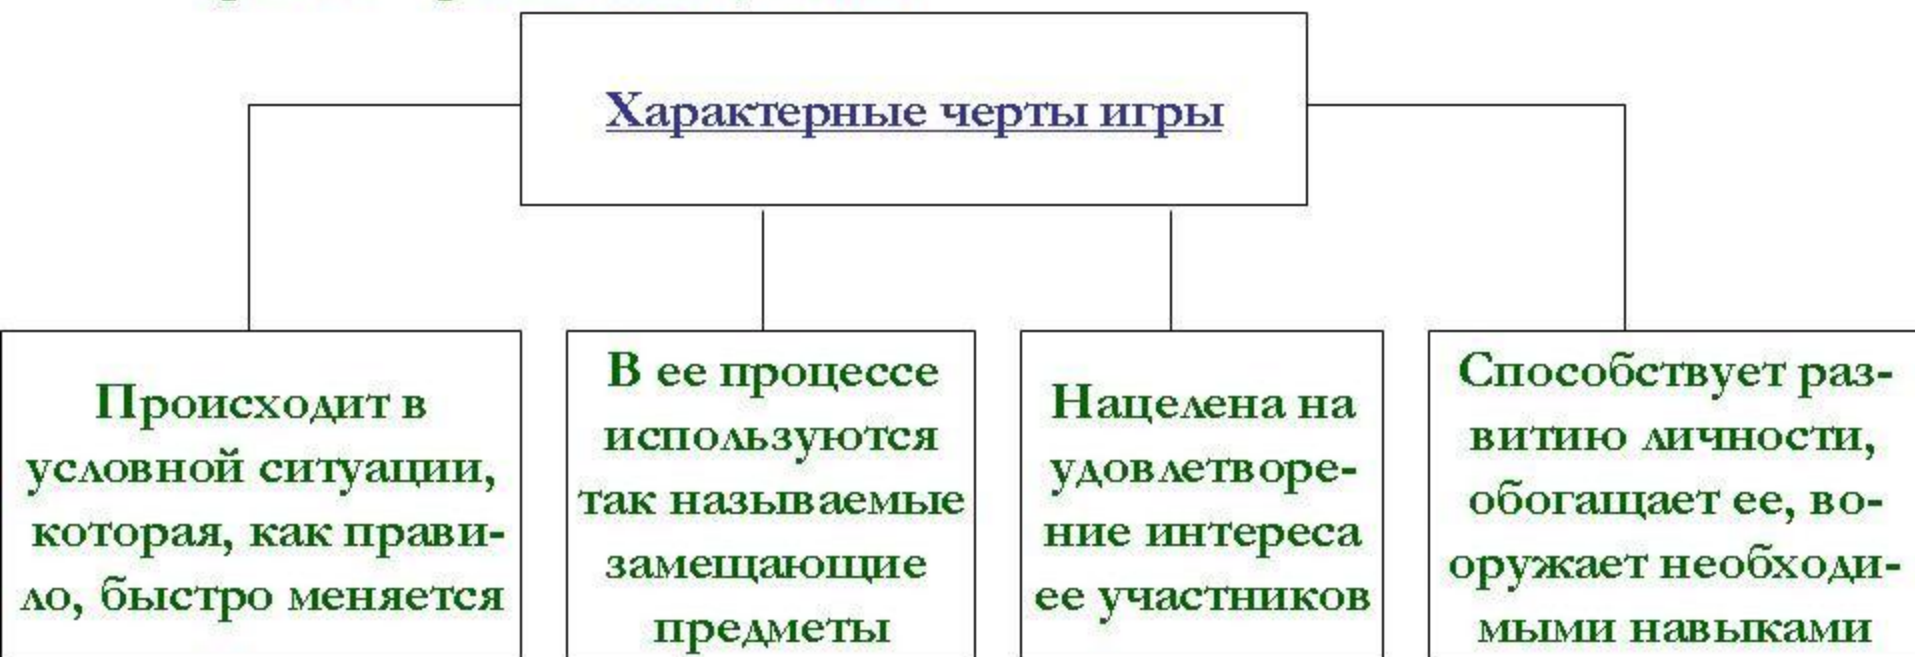 Характерные черты игры
Происходит в
условной ситуации,
которая, как прави-
ло, быстро меняется
В ее процессе
используются
так называемые
замещающие
предметы
Нацелена на
удовлетворе-
ние интереса
ее участников
Способствует раз-
витию личности,
обогащает ее, во-
оружает необходи-
мыми навыками